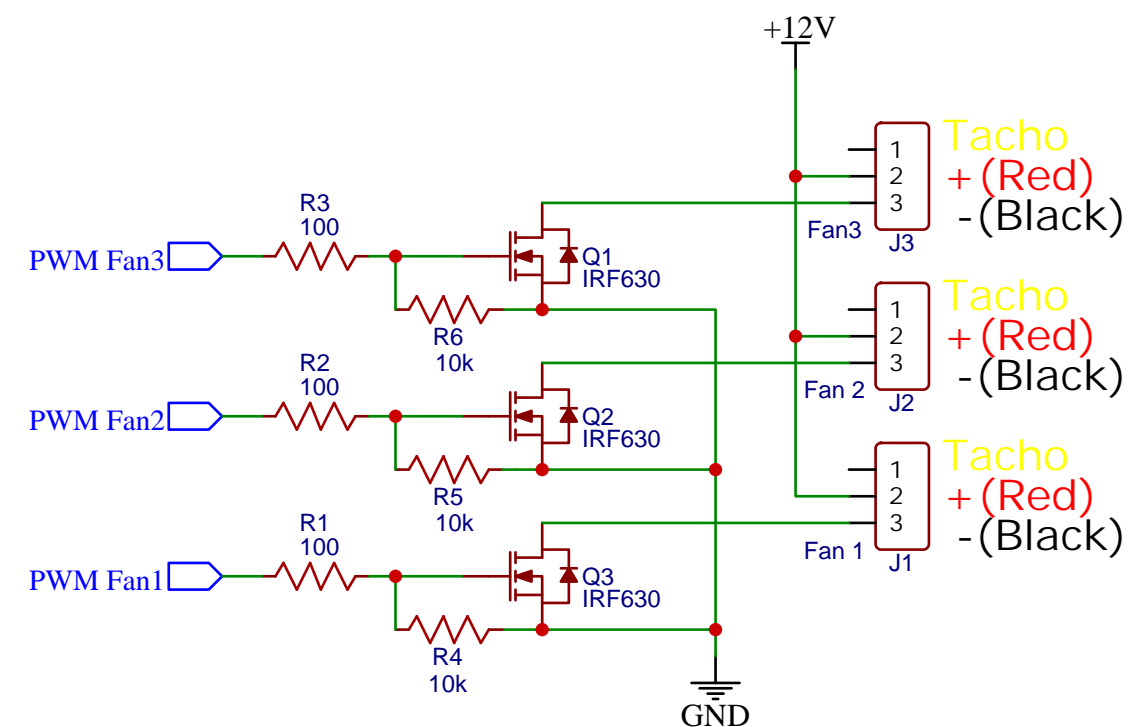 +12V
1
2
3
Tacho
+(Red)
-(Black)
Fan3
J3
R3
100
PWM Fan3
Q1
IRF630
R6
10k
1
2
3
Tacho
+(Red)
-(Black)
Fan 2
J2
R2
100
PWM Fan2
Q2
IRF630
R5
10k
1
2
3
Tacho
+(Red)
-(Black)
Fan 1
J1
R1
100
PWM Fan1
Q3
IRF630
R4
10k
GND